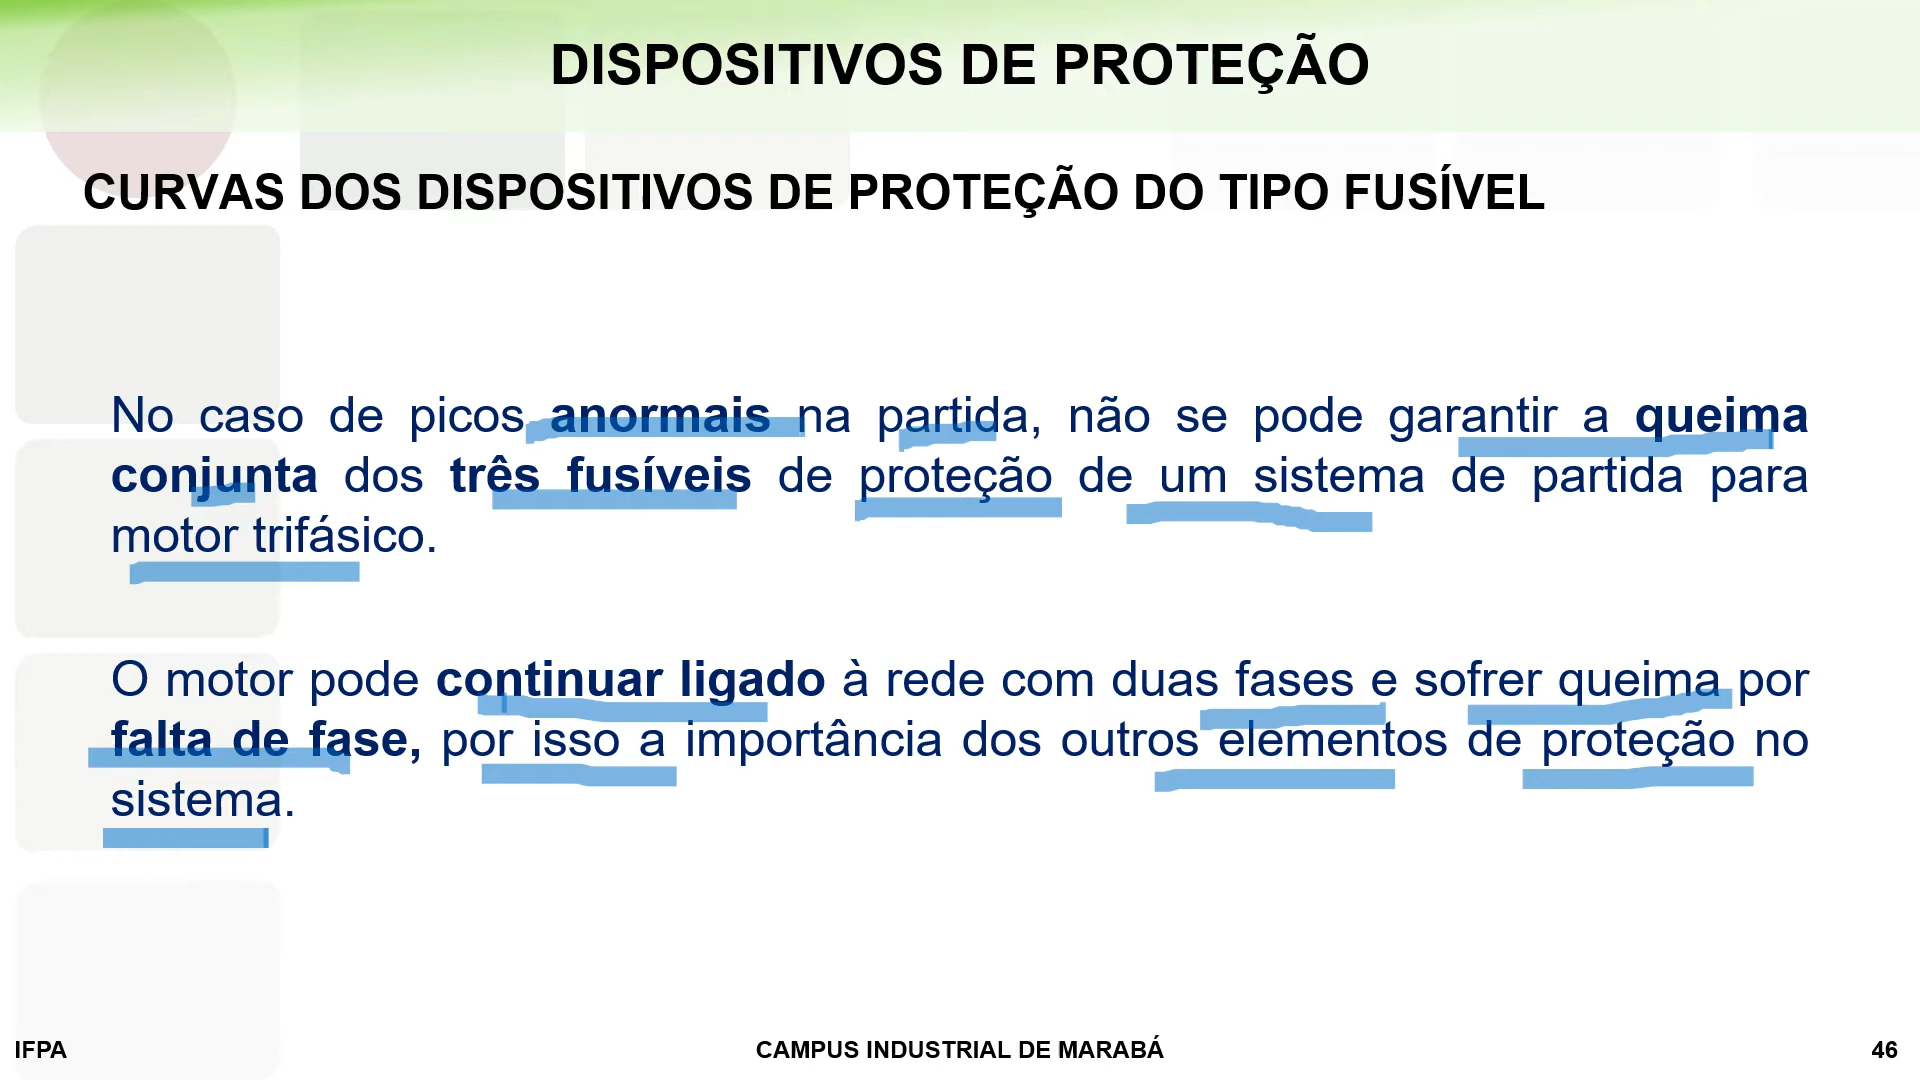 DISPOSITIVOS DE PROTEÇÃO
CURVAS DOS DISPOSITIVOS DE PROTEÇÃO DO TIPO FUSÍVEL
No caso de picos anormais na partida, não se pode garantir a queima
conjunta dos três fusíveis de proteção de um sistema de partida para
motor trifásico.
O motor pode continuar ligado à rede com duas fases e sofrer queima por
falta de fase, por isso a importância dos outros elementos de proteção no
sistema.
IFPA
CAMPUS INDUSTRIAL DE MARABÁ
46